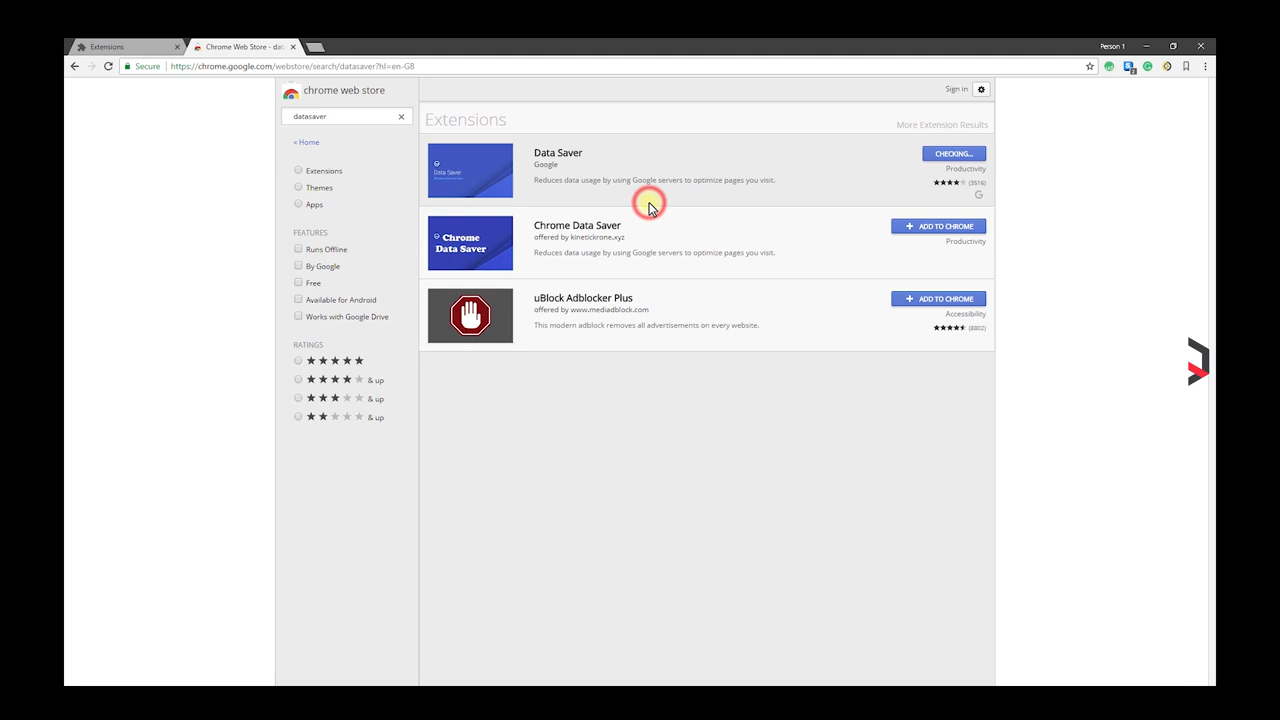 Extensions
Chrome Web Store - dat
Person 1
Secure
https://chrome.google.com/webstore/search/datasaver?hl=en-GB
2
chrome web store
Sign in
datasaver
« Home
Extensions
Themes
Apps
FEATURES
Runs Offline
By Google
Free
Available for Android
Works with Google Drive
RATINGS
& up
& up
& up
Extensions
More Extension Results
Data Saver
Data Saver
Google
Reduces data usage by using Google servers to optimize pages you visit.
CHECKING...
Productivity
(3516)
G
Chrome
Data Saver
Chrome Data Saver
offered by kinetickrone.xyz
Reduces data usage by using Google servers to optimize pages you visit.
ADD TO CHROME
Productivity
uBlock Adblocker Plus
offered by www.mediadblock.com
This modern adblock removes all advertisements on every website.
ADD TO CHROME
Accessibility
(8802)